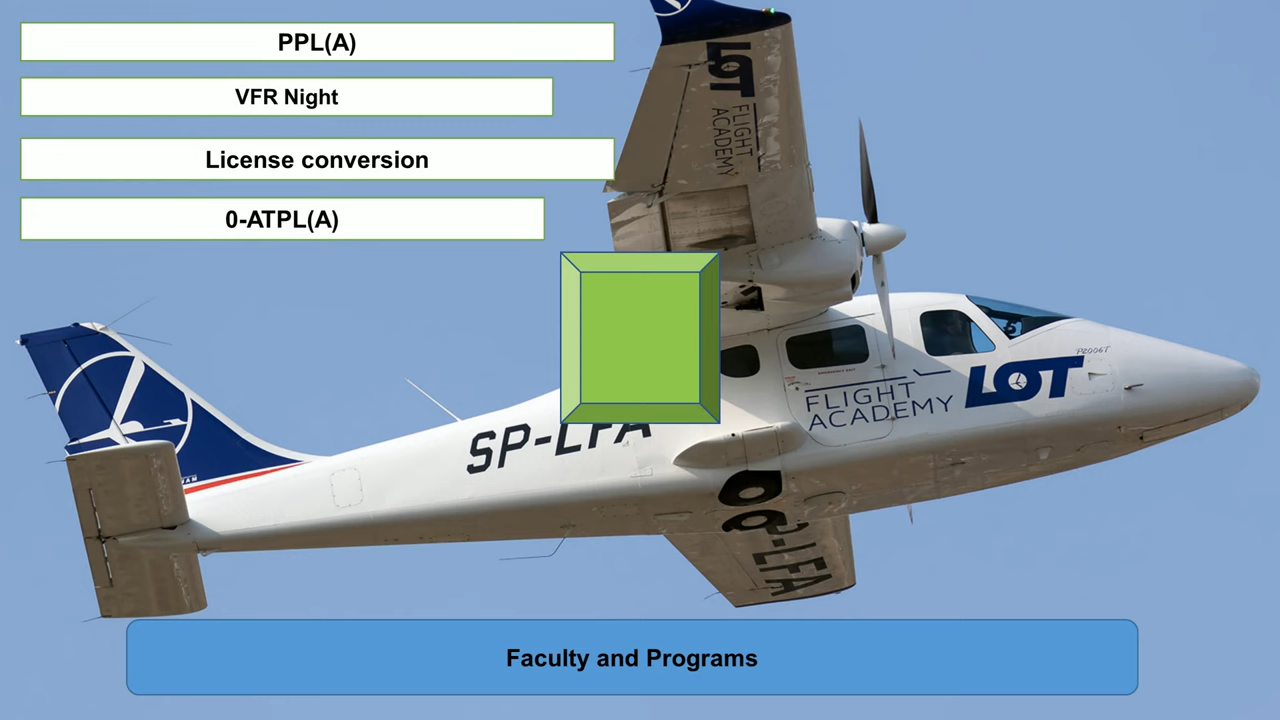 PPL(A)
VFR Night
License conversion
0-ATPL(A)
LOT
FLIGHT
ACADEMY
P2006T
FLIGHT
ACADEMY
LOT
SP-LFA
P-LFA
Faculty and Programs